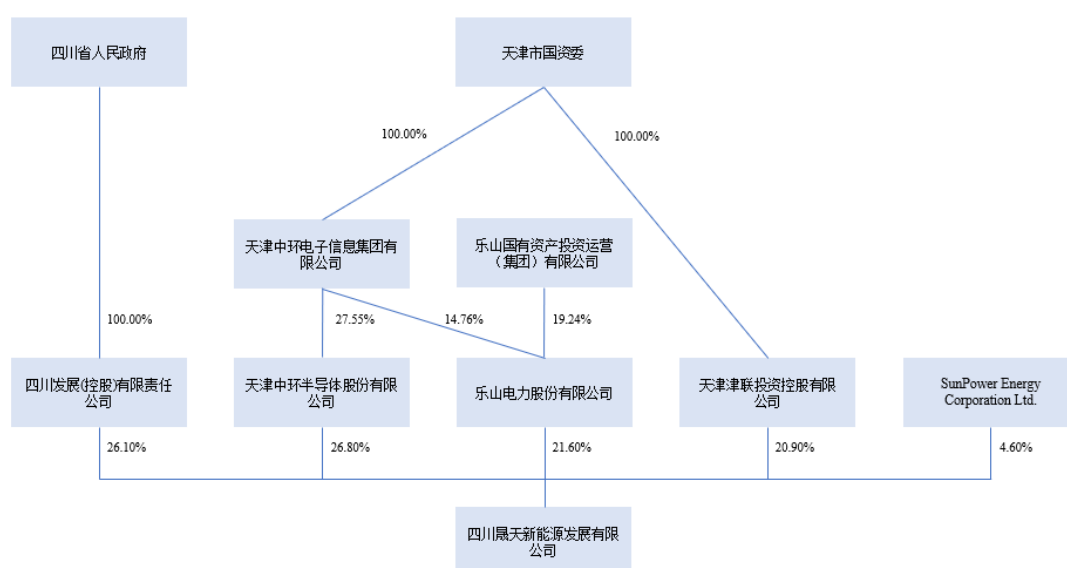 四川省人民政府
天津市国资委
100.00%
100.00%
天津中环电子信息集团有
限公司
乐山国有资产投资运营
（集团）有限公司
100.00%
27.55%
14.76%
19.24%
四川发展(控股)有限责任
公司
天津中环半导体股份有限
公司
乐山电力股份有限公司
天津津联投资控股有限
公司
SunPower Energy
Corporation Ltd.
26.10%
26.80%
21.60%
20.90%
4.60%
四川晟天新能源发展有限
公司